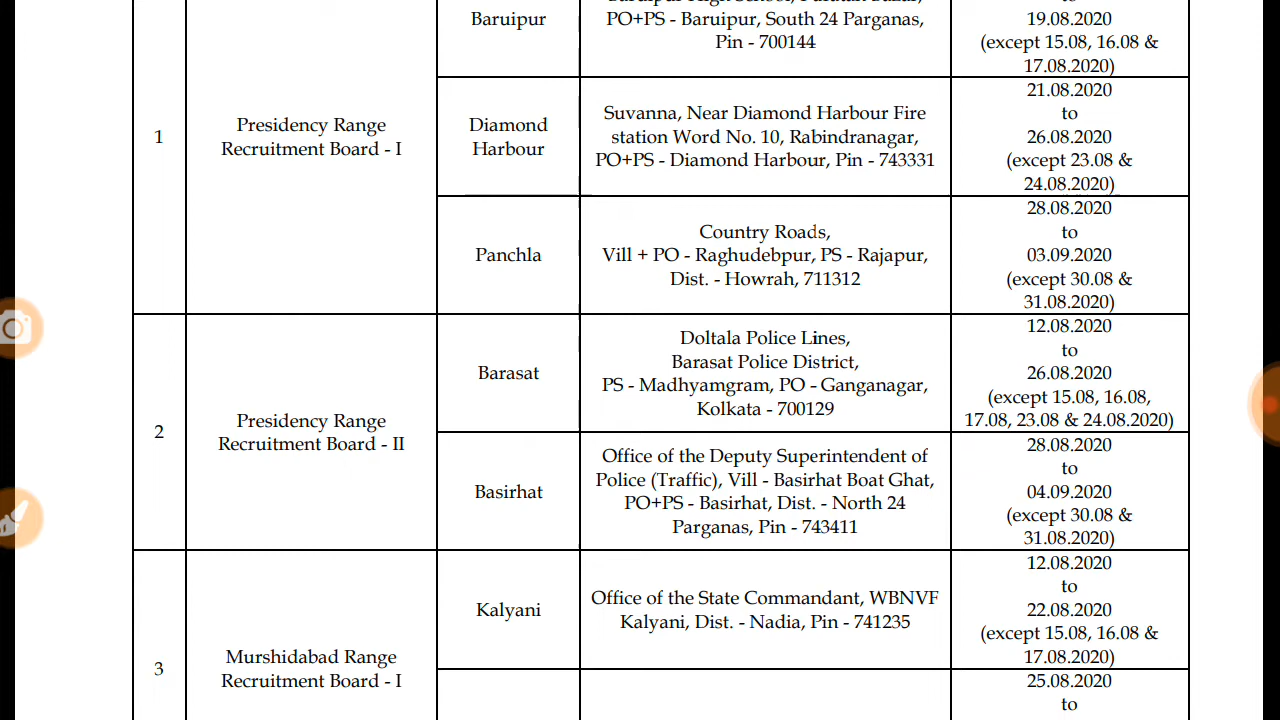 19.08.2020
(except 15.08, 16.08 &
17.08.2020)
Baruipur
PO+PS - Baruipur, South 24 Parganas,
Pin - 700144
1
Presidency Range
Recruitment Board - I
Diamond
Harbour
Suvanna, Near Diamond Harbour Fire
station Word No. 10, Rabindranagar,
PO+PS - Diamond Harbour, Pin - 743331
21.08.2020
to
26.08.2020
(except 23.08 &
24.08.2020)
Panchla
Country Roads,
Vill + PO - Raghudebpur, PS - Rajapur,
Dist. - Howrah, 711312
28.08.2020
to
03.09.2020
(except 30.08 &
31.08.2020)
2
Presidency Range
Recruitment Board - II
Barasat
Doltala Police Lines,
Barasat Police District,
PS - Madhyamgram, PO - Ganganagar,
Kolkata - 700129
12.08.2020
to
26.08.2020
(except 15.08, 16.08,
17.08, 23.08 & 24.08.2020)
Basirhat
Office of the Deputy Superintendent of
Police (Traffic), Vill - Basirhat Boat Ghat,
PO+PS - Basirhat, Dist. - North 24
Parganas, Pin - 743411
28.08.2020
to
04.09.2020
(except 30.08 &
31.08.2020)
3
Murshidabad Range
Recruitment Board - I
Kalyani
Office of the State Commandant, WBNVF
Kalyani, Dist. - Nadia, Pin - 741235
12.08.2020
to
22.08.2020
(except 15.08, 16.08 &
17.08.2020)
25.08.2020
to